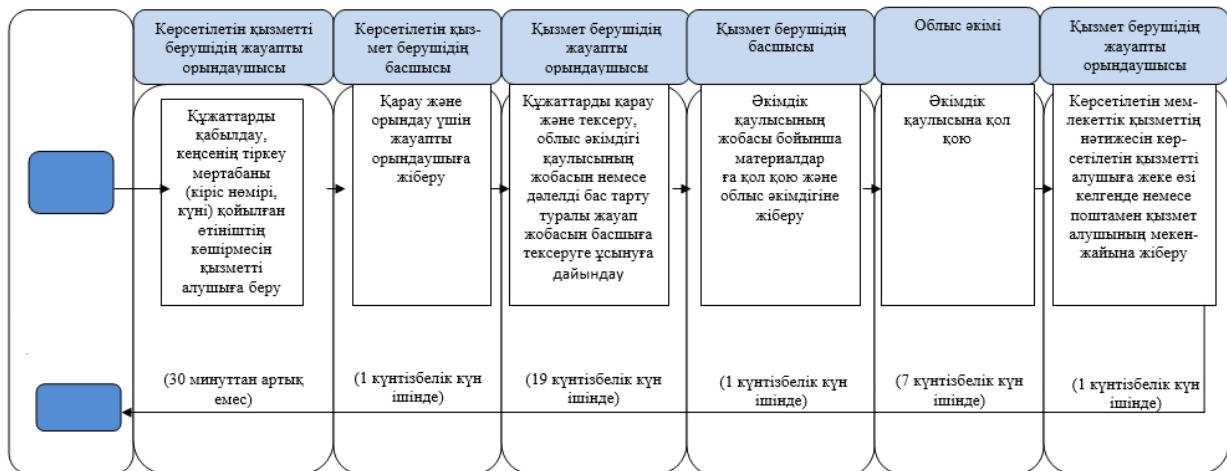 Көрсетілетін қызметті
берушідің жауапты
орындаушысы
Көрсетілетін қыз-
мет берушідің
басшысы
Қызмет берушідің
жауапты
орындаушысы
Қызмет берушідің
басшысы
Облыс әкімі
Қызмет берушідің
жауапты
орындаушысы
Құжаттарды
қабылдау,
кеңсенің тіркеу
мөртабаны
(кіріс нөмірі,
күні) қойылған
өтініштің
көшірмесін
қызметті
алушыға беру
Қарау және
орындау үшін
жауапты
орындаушыға
жіберу
Құжаттарды қарау
және тексеру,
облыс әкімдігі
қаулысының
жобасын немесе
дәлелді бас тарту
туралы жауап
жобасын басшыға
тексеруге ұсынуға
дайындау
Әкімдік
қаулысының
жобасы бойынша
материалдар
ға қол қою және
облыс әкімдігіне
жіберу
Әкімдік
қаулысына қол
қою
Көрсетілетін мем-
лекеттік қызметтің
нәтижесін көр-
сетілетін қызметті
алушыға жеке өзі
келгенде немесе
поштамен қызмет
алушының мекен-
жайына жіберу
(30 минуттан артық
емес)
(1 күнтізбелік күн
ішінде)
(19 күнтізбелік күн
ішінде)
(1 күнтізбелік күн
ішінде)
(7 күнтізбелік күн
ішінде)
(1 күнтізбелік күн
ішінде)